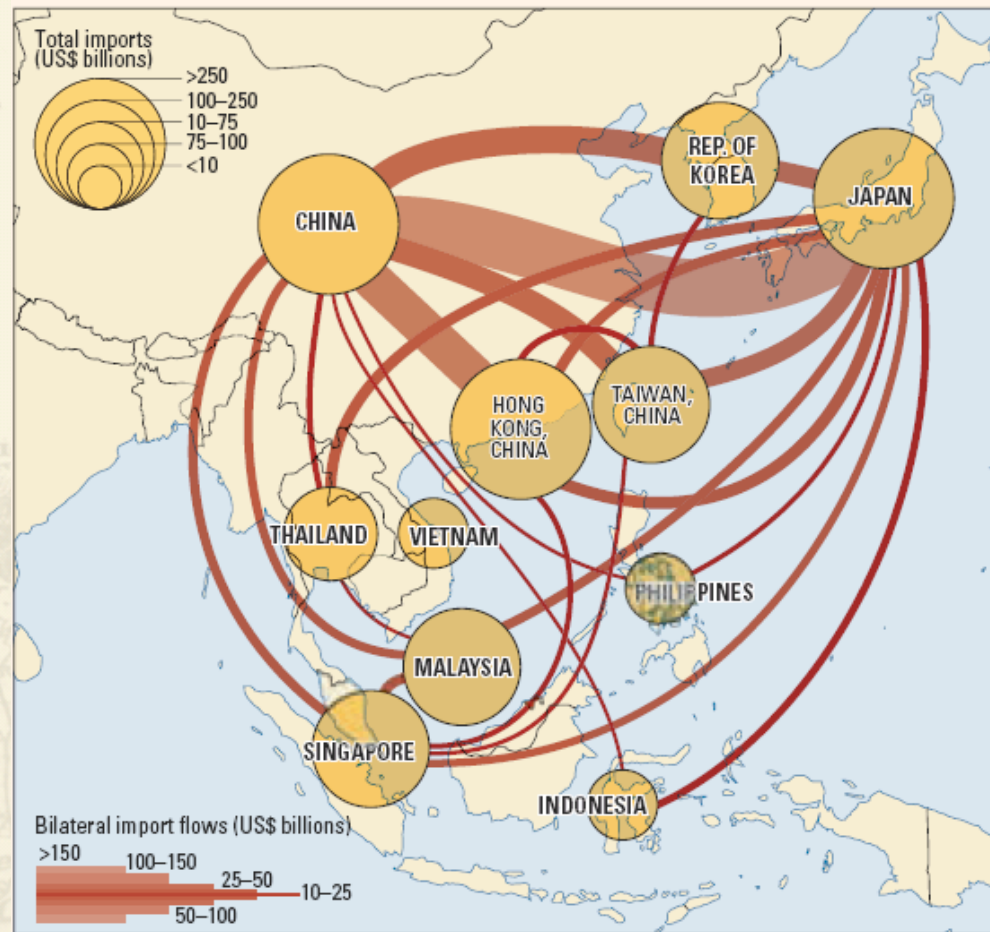 Total imports
(US$ billions)
>250
100–250
10–75
75–100
<10
REP. OF
KOREA
JAPAN
CHINA
HONG
KONG,
CHINA
TAIWAN,
CHINA
THAILAND
VIETNAM
PHILIPPINES
MALAYSIA
SINGAPORE
INDONESIA
Bilateral import flows (US$ billions)
>150
100–150
25–50
10–25
50–100